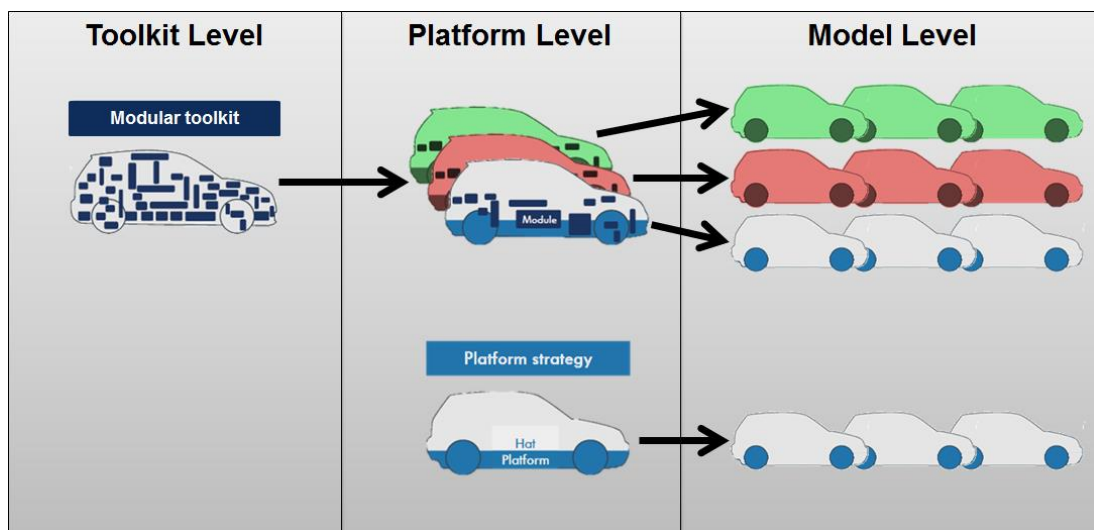 Toolkit Level
Platform Level
Model Level
Modular toolkit
Module
Platform strategy
Hat
Platform